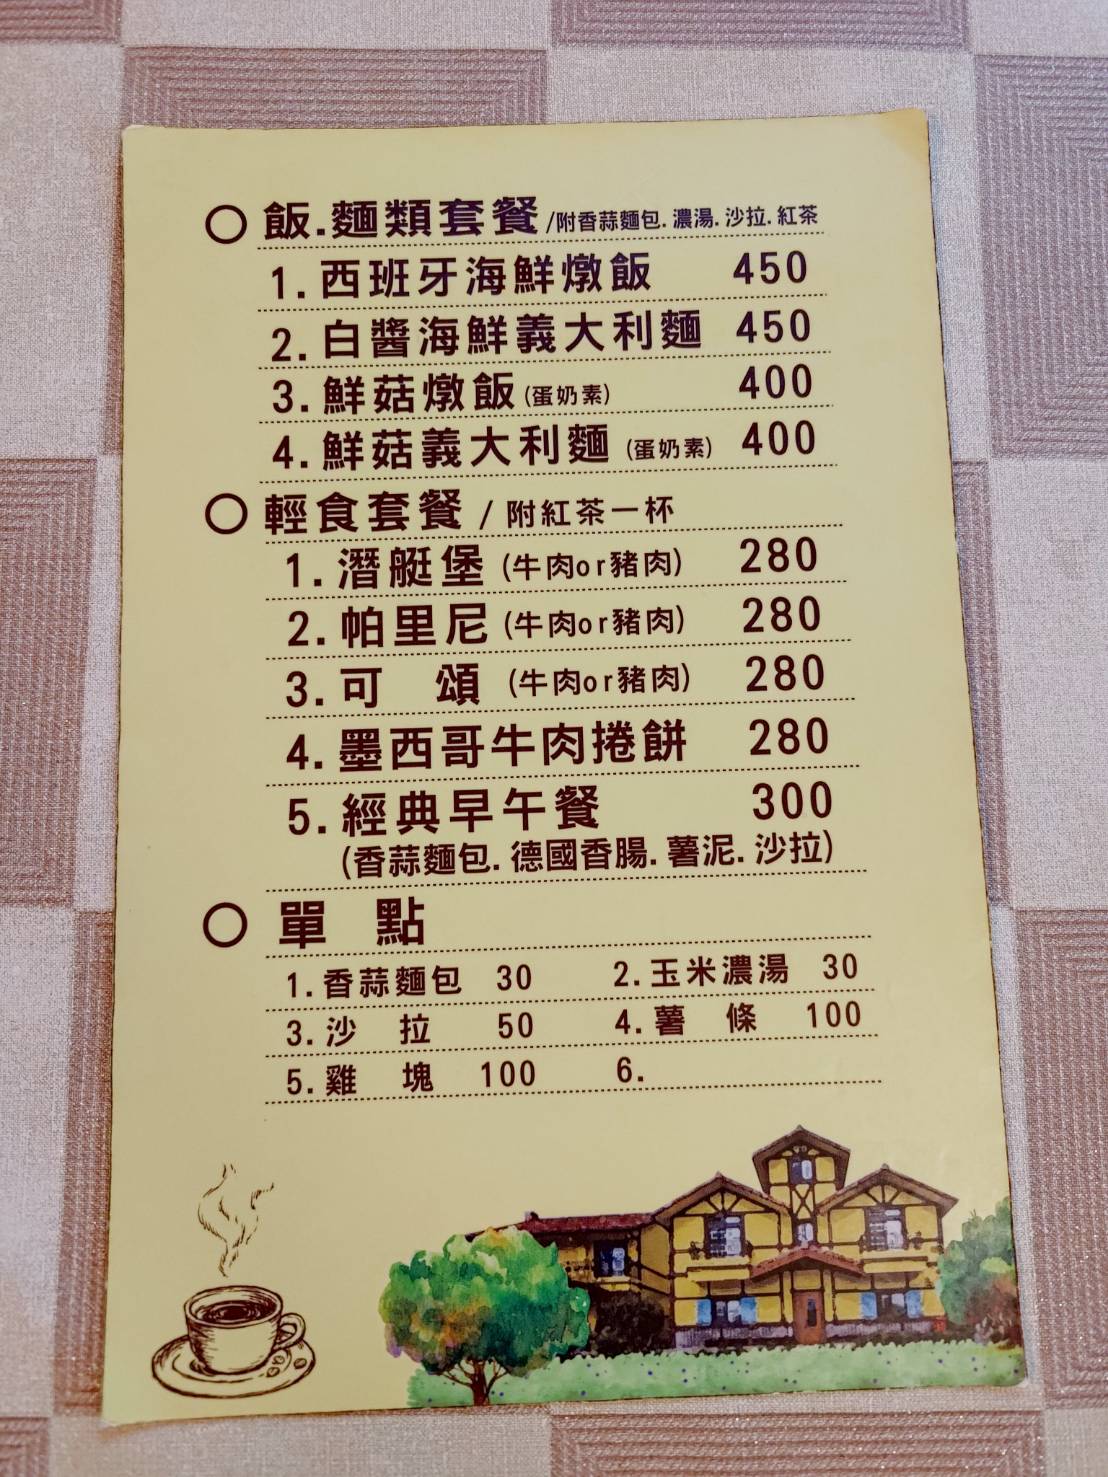 ○ 飯.麵類套餐/附香蒜麵包.濃湯.沙拉.紅茶
1.西班牙海鮮燉飯 450
2.白醬海鮮義大利麵 450
3.鮮菇燉飯(蛋奶素) 400
4.鮮菇義大利麵(蛋奶素) 400
○ 輕食套餐/附紅茶一杯
1.潛艇堡(牛肉or豬肉) 280
2.帕里尼(牛肉or豬肉) 280
3.可 頌(牛肉or豬肉) 280
4.墨西哥牛肉捲餅 280
5.經典早午餐 300
(香蒜麵包.德國香腸.薯泥.沙拉)
○ 單 點
1.香蒜麵包 30 2.玉米濃湯 30
3.沙 拉 50 4.薯 條 100
5.雞 塊 100 6.